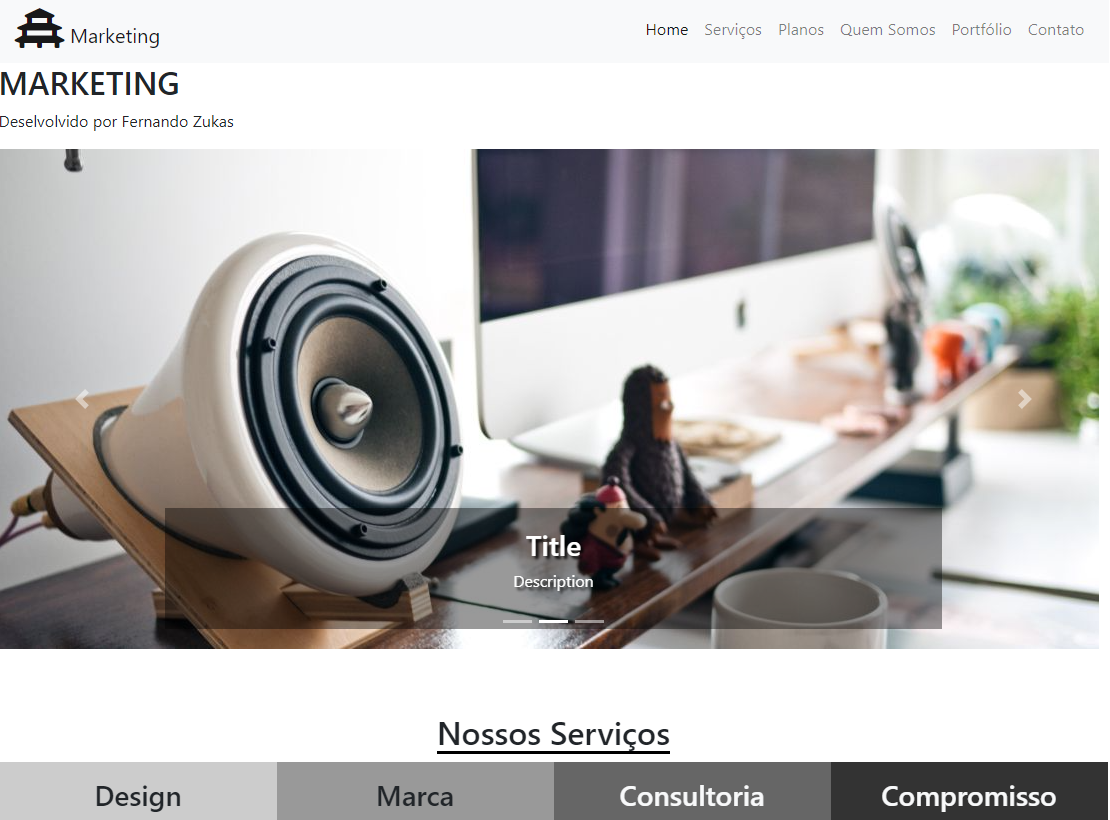 Marketing
Home Serviços Planos Quem Somos Portfólio Contato
MARKETING
Deselvolvido por Fernando Zukas
Title
Description
Nossos Serviços
Design Marca Consultoria Compromisso